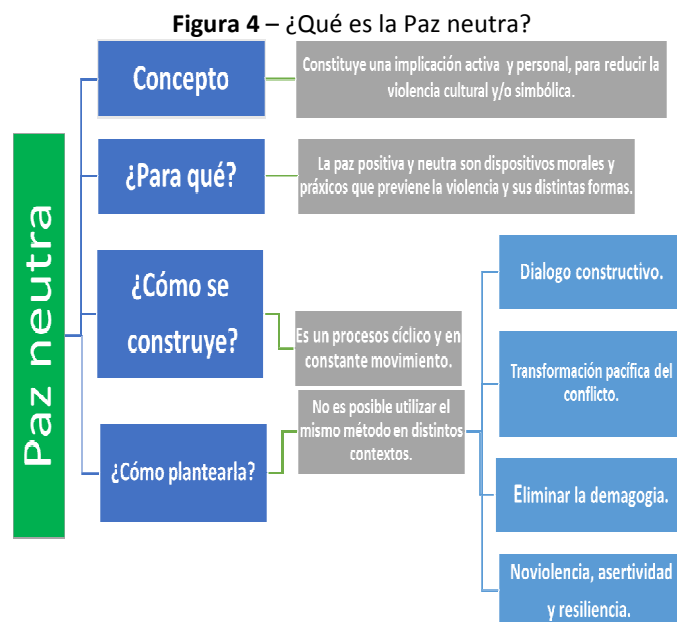 Figura 4 – ¿Qué es la Paz neutra?
Paz neutra
Concepto
Constituye una implicación activa y personal, para reducir la
violencia cultural y/o simbólica.
¿Para qué?
La paz positiva y neutra son dispositivos morales y
práxicos que previene la violencia y sus distintas formas.
¿Cómo se
construye?
Es un procesos cíclico y en
constante movimiento.
¿Cómo plantearla?
No es posible utilizar el
mismo método en distintos
contextos.
Dialogo constructivo.
Transformación pacífica del
conflicto.
Eliminar la demagogia.
Noviolencia, asertividad
y resiliencia.